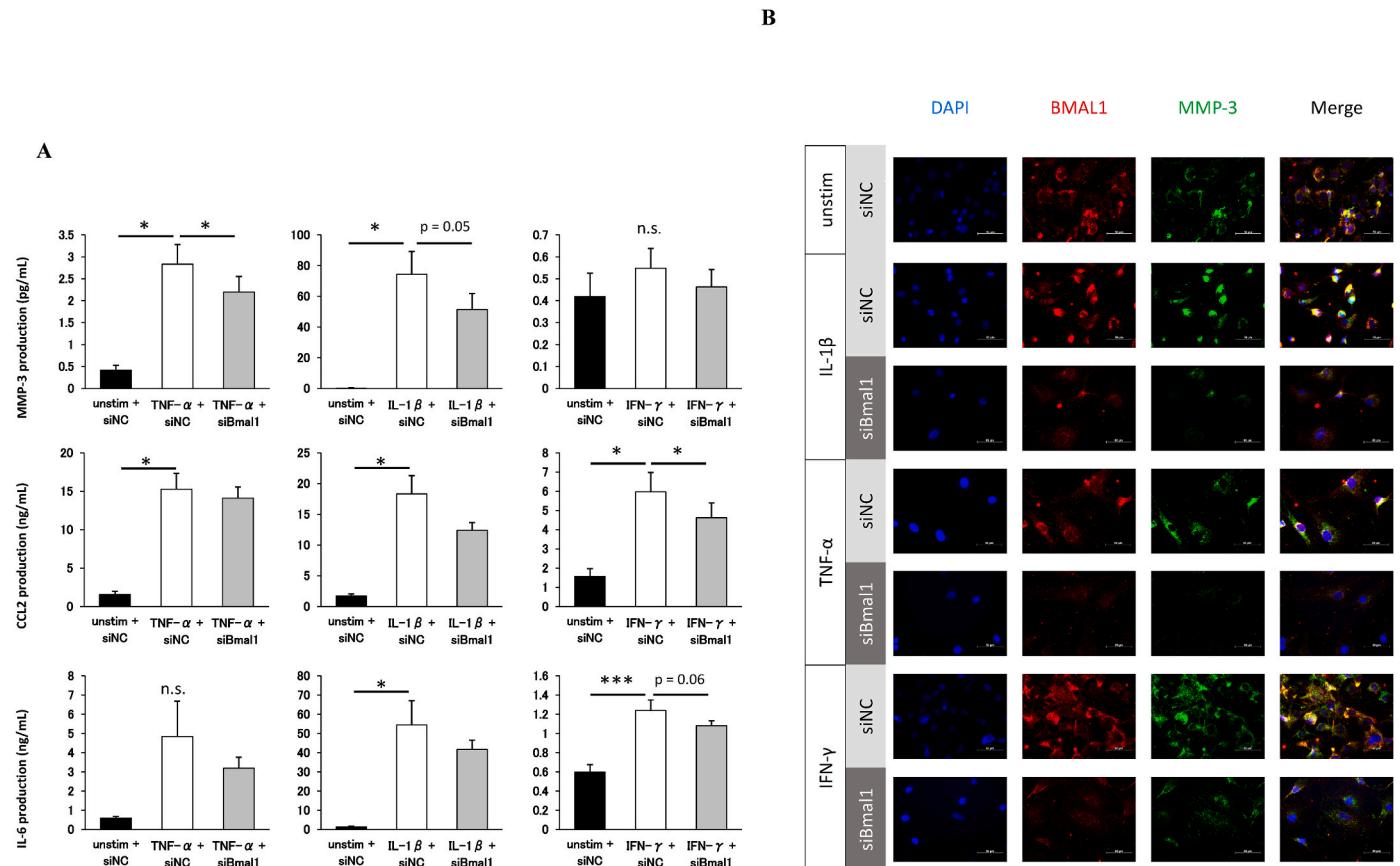 B
DAPI BMAL1 MMP-3 Merge
A
MMP-3 production (pg/mL)
* *
3.5
3
2.5
2
1.5
1
0.5
0
unstim + TNF-α + TNF-α +
siNC siNC siBmal1
* p = 0.05
100
80
60
40
20
0
unstim + IL-1β + IL-1β +
siNC siNC siBmal1
n.s.
0.7
0.6
0.5
0.4
0.3
0.2
0.1
0
unstim + IFN-γ + IFN-γ +
siNC siNC siBmal1
CCL2 production (ng/mL)
*
20
15
10
5
0
unstim + TNF-α + TNF-α +
siNC siNC siBmal1
*
25
20
15
10
5
0
unstim + IL-1β + IL-1β +
siNC siNC siBmal1
* *
8
7
6
5
4
3
2
1
0
unstim + IFN-γ + IFN-γ +
siNC siNC siBmal1
IL-6 production (ng/mL)
n.s.
8
7
6
5
4
3
2
1
0
unstim + TNF-α + TNF-α +
siNC siNC siBmal1
*
80
70
60
50
40
30
20
10
0
unstim + IL-1β + IL-1β +
siNC siNC siBmal1
*** p = 0.06
1.6
1.4
1.2
1
0.8
0.6
0.4
0.2
0
unstim + IFN-γ + IFN-γ +
siNC siNC siBmal1
unstim
siNC
IL-1β
siNC
siBmal1
TNF-α
siNC
siBmal1
IFN-γ
siNC
siBmal1